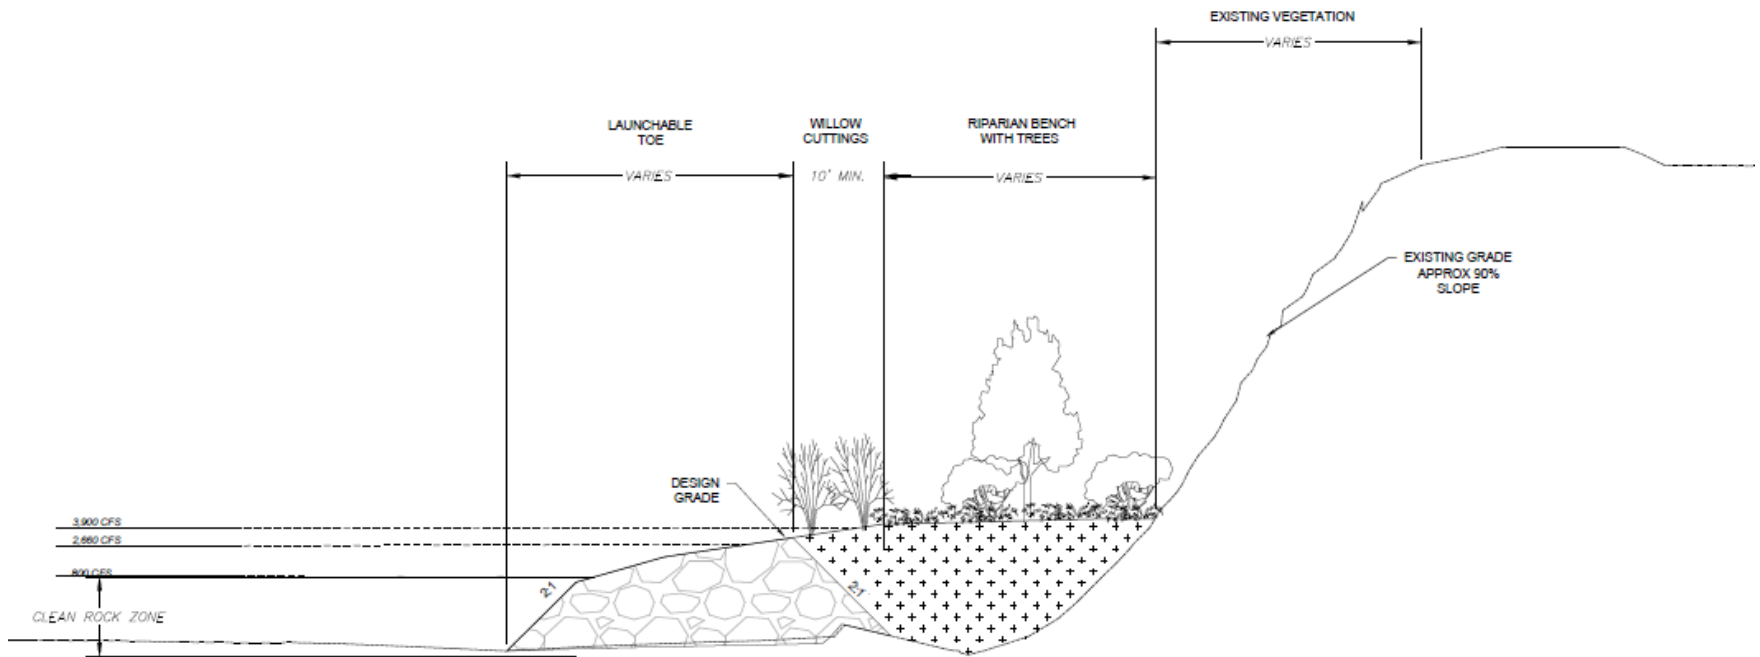 EXISTING VEGETATION
VARIES
LAUNCHABLE
TOE
WILLOW
CUTTINGS
RIPARIAN BENCH
WITH TREES
VARIES
10' MIN.
VARIES
EXISTING GRADE
APPROX 90%
SLOPE
DESIGN
GRADE
3,900 CFS
2,660 CFS
800 CFS
2:1
2:1
CLEAN ROCK ZONE